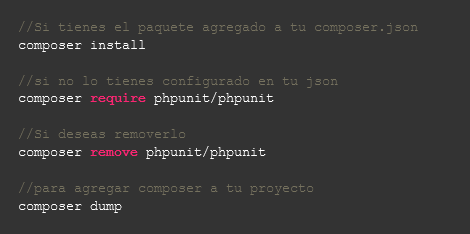 //Si tienes el paquete agregado a tu composer.json
composer install
//si no lo tienes configurado en tu json
composer require phpunit/phpunit
//Si deseas removerlo
composer remove phpunit/phpunit
//para agregar composer a tu proyecto
composer dump